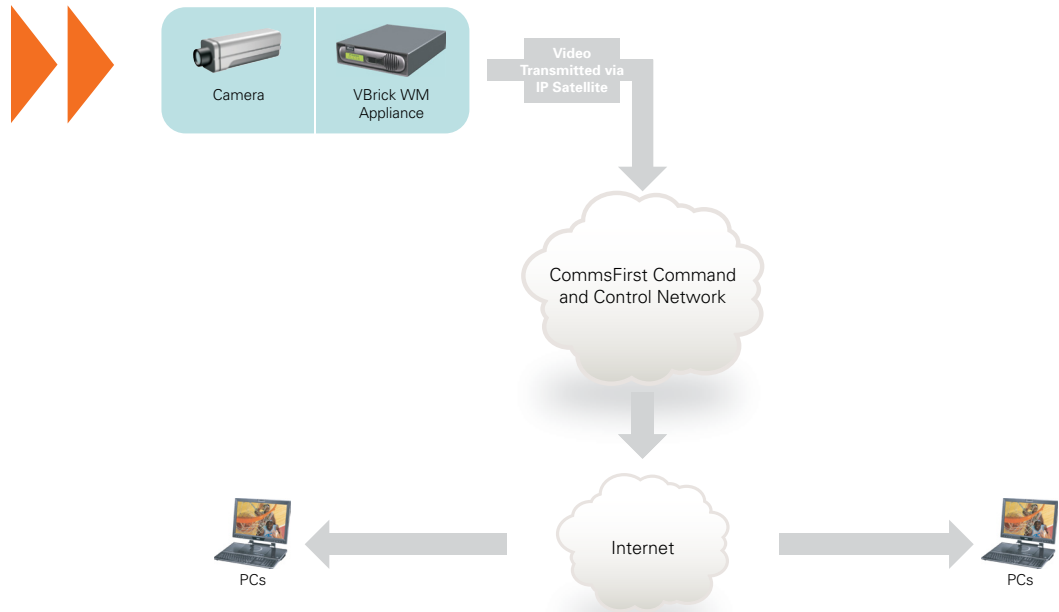 Camera
VBrick WM
Appliance
Video
Transmitted via
IP Satellite
CommsFirst Command
and Control Network
Internet
PCs
PCs